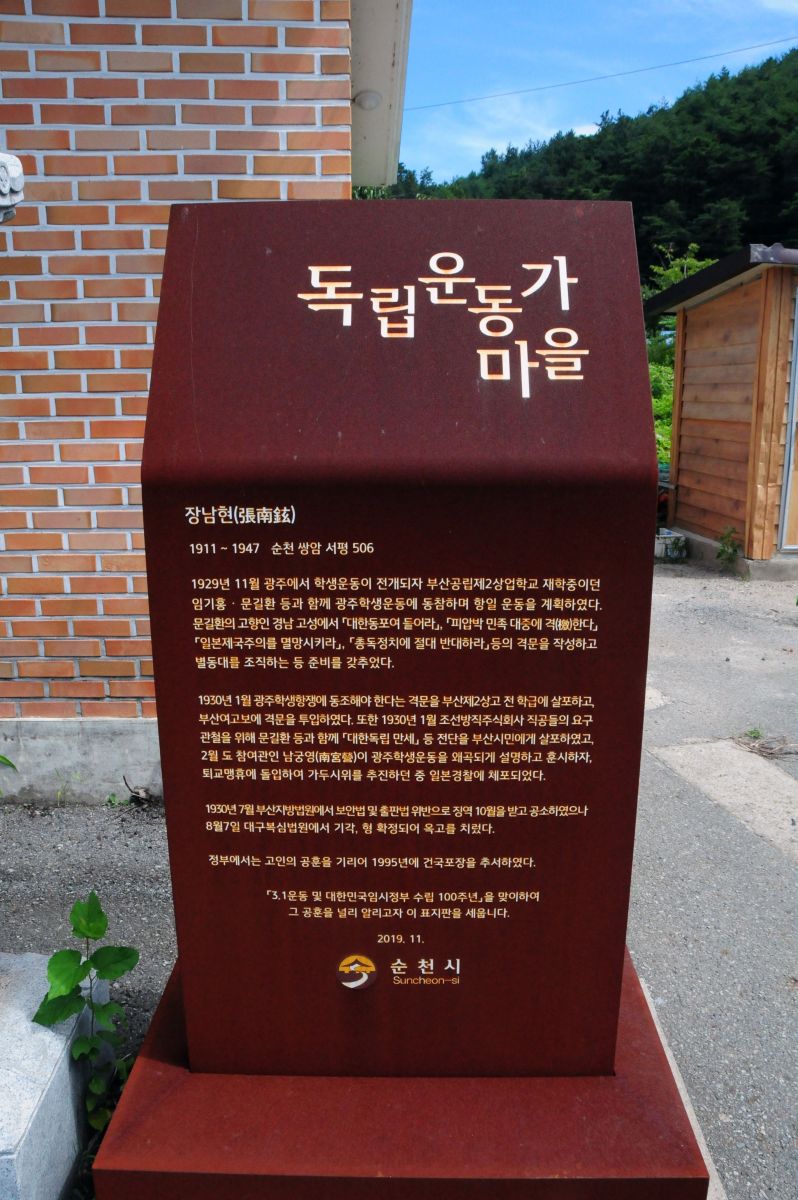 독립운동가
마을
장남현(張南鉉)
1911 ~ 1947 순천 쌍암 서평 506
1929년 11월 광주에서 학생운동이 전개되자 부산공립제2상업학교 재학중이던
임기홍 · 문길환 등과 함께 광주학생운동에 동참하며 항일 운동을 계획하였다.
문길환의 고향인 경남 고성에서 「대한동포여 들어라」, 「피압박 민족 대중에 격(檄)한다」
「일본제국주의를 멸망시키라」, 「총독정치에 절대 반대하라」등의 격문을 작성하고
별동대를 조직하는 등 준비를 갖추었다.
1930년 1월 광주학생항쟁에 동조해야 한다는 격문을 부산제2상고 전 학급에 살포하고,
부산여고보에 격문을 투입하였다. 또한 1930년 1월 조선방직주식회사 직공들의 요구
관철을 위해 문길환 등과 함께 「대한독립 만세」 등 전단을 부산시민에게 살포하였고,
2월 도 참여관인 남궁영(南宮營)이 광주학생운동을 왜곡되게 설명하고 훈시하자,
퇴교맹휴에 돌입하여 가두시위를 추진하던 중 일본경찰에 체포되었다.
1930년 7월 부산지방법원에서 보안법 및 출판법 위반으로 징역 10월을 받고 공소하였으나
8월7일 대구복심법원에서 기각, 형 확정되어 옥고를 치렀다.
정부에서는 고인의 공훈을 기리어 1995년에 건국포장을 추서하였다.
『3.1운동 및 대한민국임시정부 수립 100주년』을 맞이하여
그 공훈을 널리 알리고자 이 표지판을 세웁니다.
2019. 11.
순천시
Suncheon-si